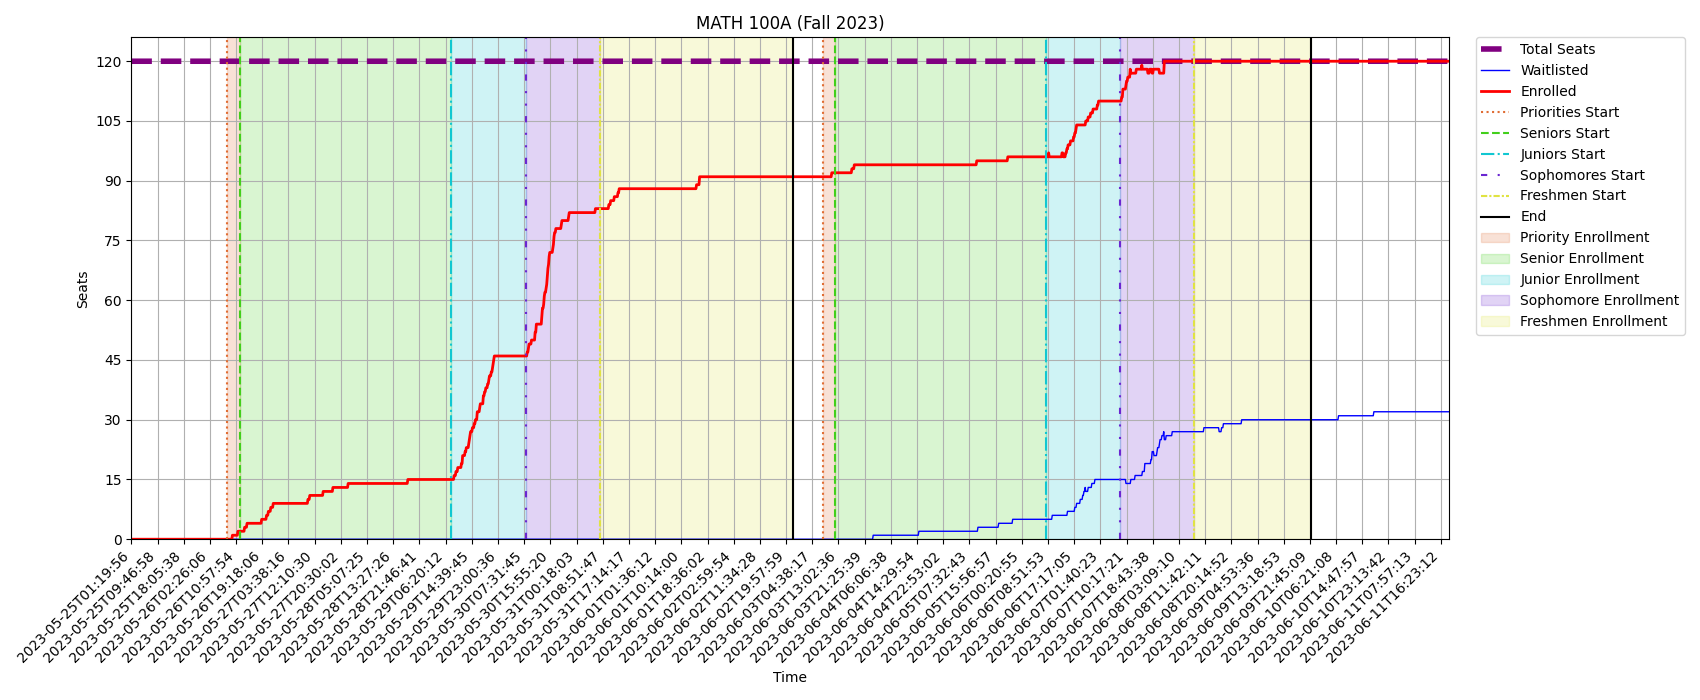 MATH 100A (Fall 2023)
Total Seats
Waitlisted
Enrolled
Priorities Start
Seniors Start
Juniors Start
Sophomores Start
Freshmen Start
End
Priority Enrollment
Senior Enrollment
Junior Enrollment
Sophomore Enrollment
Freshmen Enrollment
Seats
120
105
90
75
60
45
30
15
0
2023-05-25T01:19:56
2023-05-25T09:46:58
2023-05-25T18:05:38
2023-05-26T02:26:06
2023-05-26T10:57:54
2023-05-26T19:18:06
2023-05-27T03:38:16
2023-05-27T12:10:30
2023-05-27T20:30:02
2023-05-28T05:07:25
2023-05-28T13:27:26
2023-05-28T21:46:41
2023-05-29T06:20:12
2023-05-29T14:39:45
2023-05-29T23:00:36
2023-05-30T07:31:45
2023-05-30T15:55:20
2023-05-31T00:18:03
2023-05-31T08:51:47
2023-05-31T17:14:17
2023-06-01T01:36:12
2023-06-01T10:14:00
2023-06-01T18:36:02
2023-06-02T02:59:54
2023-06-02T11:34:28
2023-06-02T19:57:59
2023-06-03T04:38:17
2023-06-03T13:02:36
2023-06-03T21:25:39
2023-06-04T06:06:38
2023-06-04T14:29:54
2023-06-04T22:53:02
2023-06-05T07:32:43
2023-06-05T15:56:57
2023-06-06T00:20:55
2023-06-06T08:51:53
2023-06-06T17:17:05
2023-06-07T01:40:23
2023-06-07T10:17:21
2023-06-07T18:43:38
2023-06-08T03:09:10
2023-06-08T11:42:11
2023-06-08T20:14:52
2023-06-09T04:53:36
2023-06-09T13:18:53
2023-06-09T21:45:09
2023-06-10T06:21:08
2023-06-10T14:47:57
2023-06-10T23:13:42
2023-06-11T07:57:13
2023-06-11T16:23:12
Time